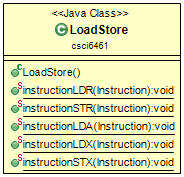 <<Java Class>>
C LoadStore
csci6461
C LoadStore()
S instructionLDR(Instruction):void
S instructionSTR(Instruction):void
S instructionLDA(Instruction):void
S instructionLDX(Instruction):void
S instructionSTX(Instruction):void